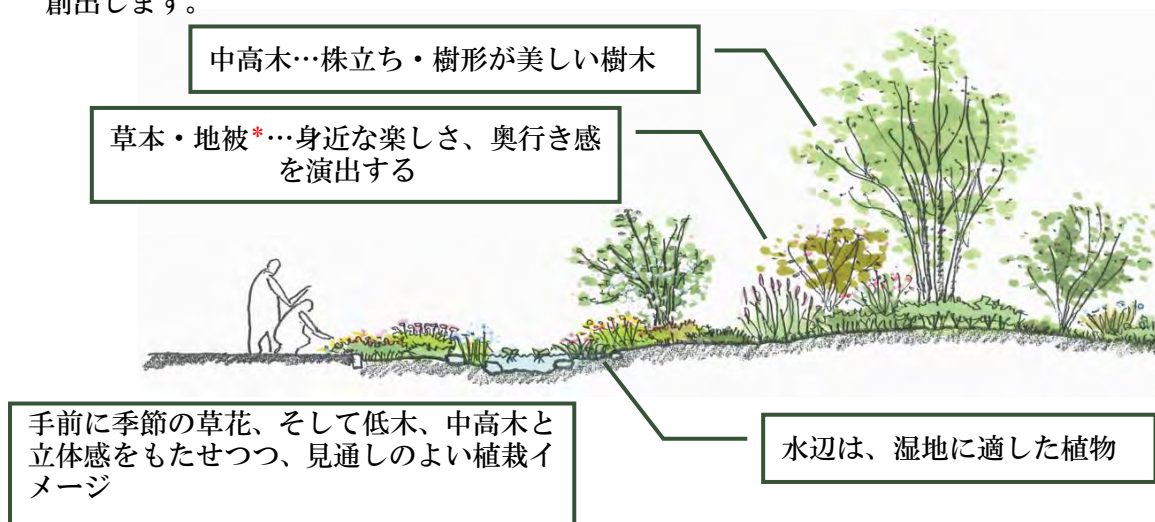 創出します。
中高木…株立ち・樹形が美しい樹木
草本・地被*…身近な楽しさ、奥行き感
を演出する
手前に季節の草花、そして低木、中高木と
立体感をもたせつつ、見通しのよい植栽イ
メージ
水辺は、湿地に適した植物